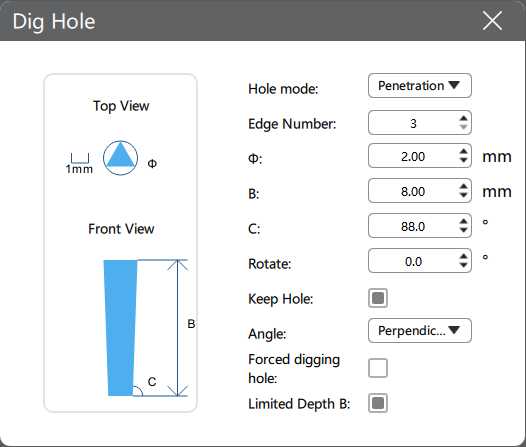 Dig Hole
Top View
1mm
Φ
Front View
B
C
Hole mode:
Penetration
Edge Number:
3
Φ:
2.00
mm
B:
8.00
mm
C:
88.0
°
Rotate:
0.0
°
Keep Hole:
Angle:
Perpendic...
Forced digging
hole:
Limited Depth B: